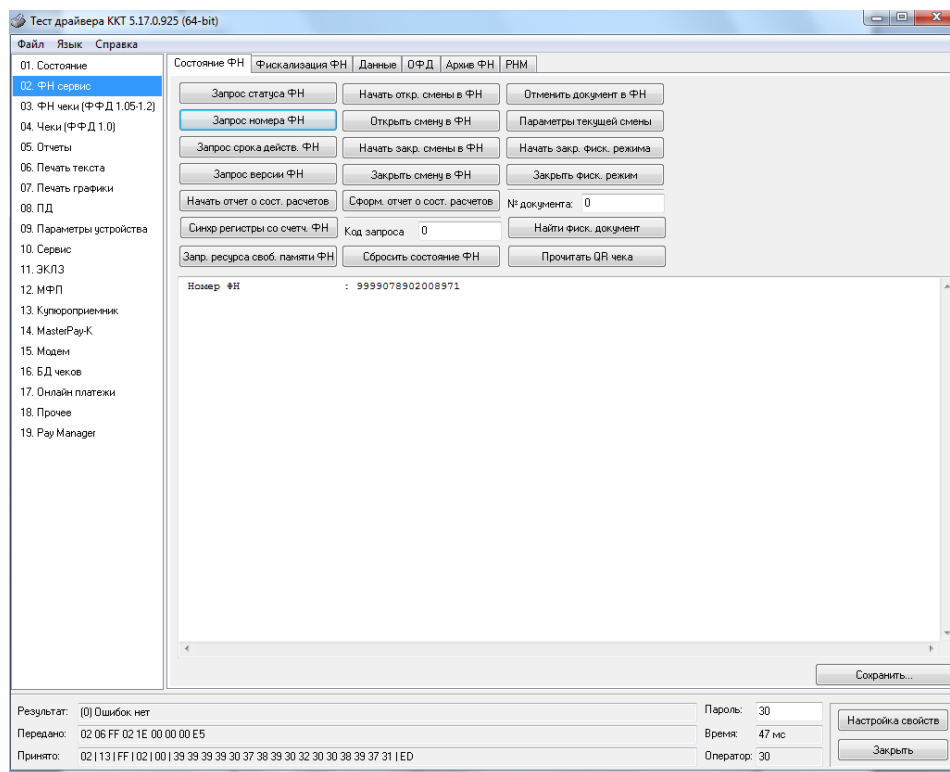 Тест драйвера ККТ 5.17.0.925 (64-bit)
Файл Язык Справка
01. Состояние
02. ФН сервис
03. ФН чеки (ФФД 1.05-1.2)
04. Чеки (ФФД 1.0)
05. Отчеты
06. Печать текста
07. Печать графики
08. ПД
09. Параметры устройства
10. Сервис
11. ЭКЛЗ
12. МФП
13. Купюроприемник
14. MasterPay-K
15. Модем
16. БД чеков
17. Онлайн платежи
18. Прочее
19. Pay Manager
Состояние ФН Фискализация ФН Данные ОФД Архив ФН РНМ
Запрос статуса ФН Начать откр. смены в ФН Отменить документ в ФН
Запрос номера ФН Открыть смену в ФН Параметры текущей смены
Запрос срока действ. ФН Начать закр. смены в ФН Начать закр. фиск. режима
Запрос версии ФН Закрыть смену в ФН Закрыть фиск. режим
Начать отчет о сост. расчетов Сформ. отчет о сост. расчетов № документа: 0
Синхр регистры со счетч. ФН Код запроса 0 Найти фиск. документ
Запр. ресурса своб. памяти ФН Сбросить состояние ФН Прочитать QR чека
Номер ФН : 9999078902008971
Сохранить...
Результат: (0) Ошибок нет Пароль: 30 Настройка свойств
Передано: 02 06 FF 02 1E 00 00 00 E5 Время: 47 мс
Принято: 02 | 13 | FF | 02 | 00 | 39 39 39 39 30 37 38 39 30 32 30 30 38 39 37 31 | ED Оператор: 30 Закрыть